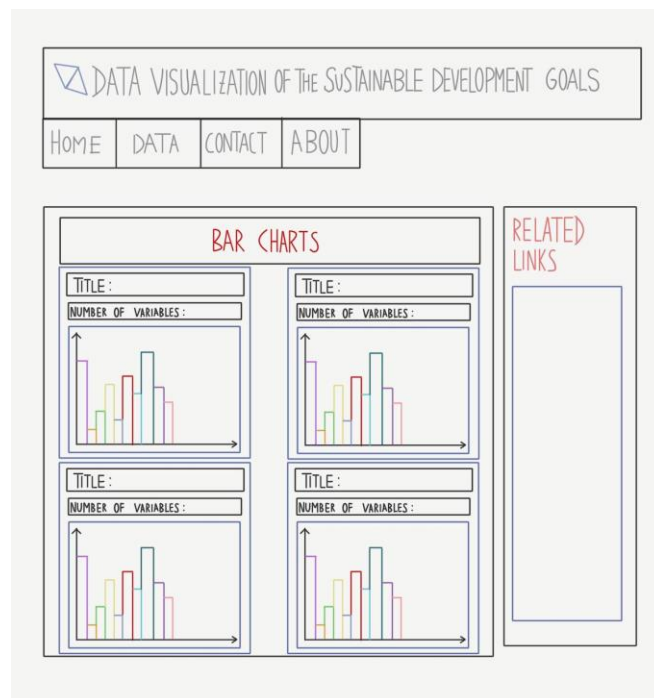 DATA VISUALIZATION OF THE SUSTAINABLE DEVELOPMENT GOALS
HOME DATA CONTACT ABOUT
BAR CHARTS
TITLE:
NUMBER OF VARIABLES:
TITLE:
NUMBER OF VARIABLES:
TITLE:
NUMBER OF VARIABLES:
TITLE:
NUMBER OF VARIABLES:
RELATED
LINKS